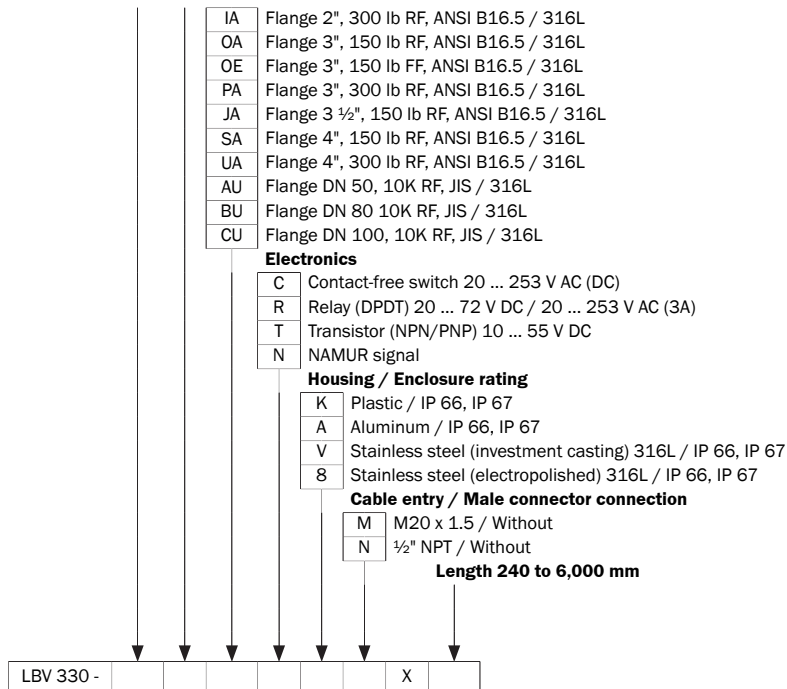 IA Flange 2", 300 lb RF, ANSI B16.5 / 316L
OA Flange 3", 150 lb RF, ANSI B16.5 / 316L
OE Flange 3", 150 lb FF, ANSI B16.5 / 316L
PA Flange 3", 300 lb RF, ANSI B16.5 / 316L
JA Flange 3 ½", 150 lb RF, ANSI B16.5 / 316L
SA Flange 4", 150 lb RF, ANSI B16.5 / 316L
UA Flange 4", 300 lb RF, ANSI B16.5 / 316L
AU Flange DN 50, 10K RF, JIS / 316L
BU Flange DN 80 10K RF, JIS / 316L
CU Flange DN 100, 10K RF, JIS / 316L
Electronics
C Contact-free switch 20 ... 253 V AC (DC)
R Relay (DPDT) 20 ... 72 V DC / 20 ... 253 V AC (3A)
T Transistor (NPN/PNP) 10 ... 55 V DC
N NAMUR signal
Housing / Enclosure rating
K Plastic / IP 66, IP 67
A Aluminum / IP 66, IP 67
V Stainless steel (investment casting) 316L / IP 66, IP 67
8 Stainless steel (electropolished) 316L / IP 66, IP 67
Cable entry / Male connector connection
M M20 x 1.5 / Without
N ½" NPT / Without
Length 240 to 6,000 mm
LBV 330 - X